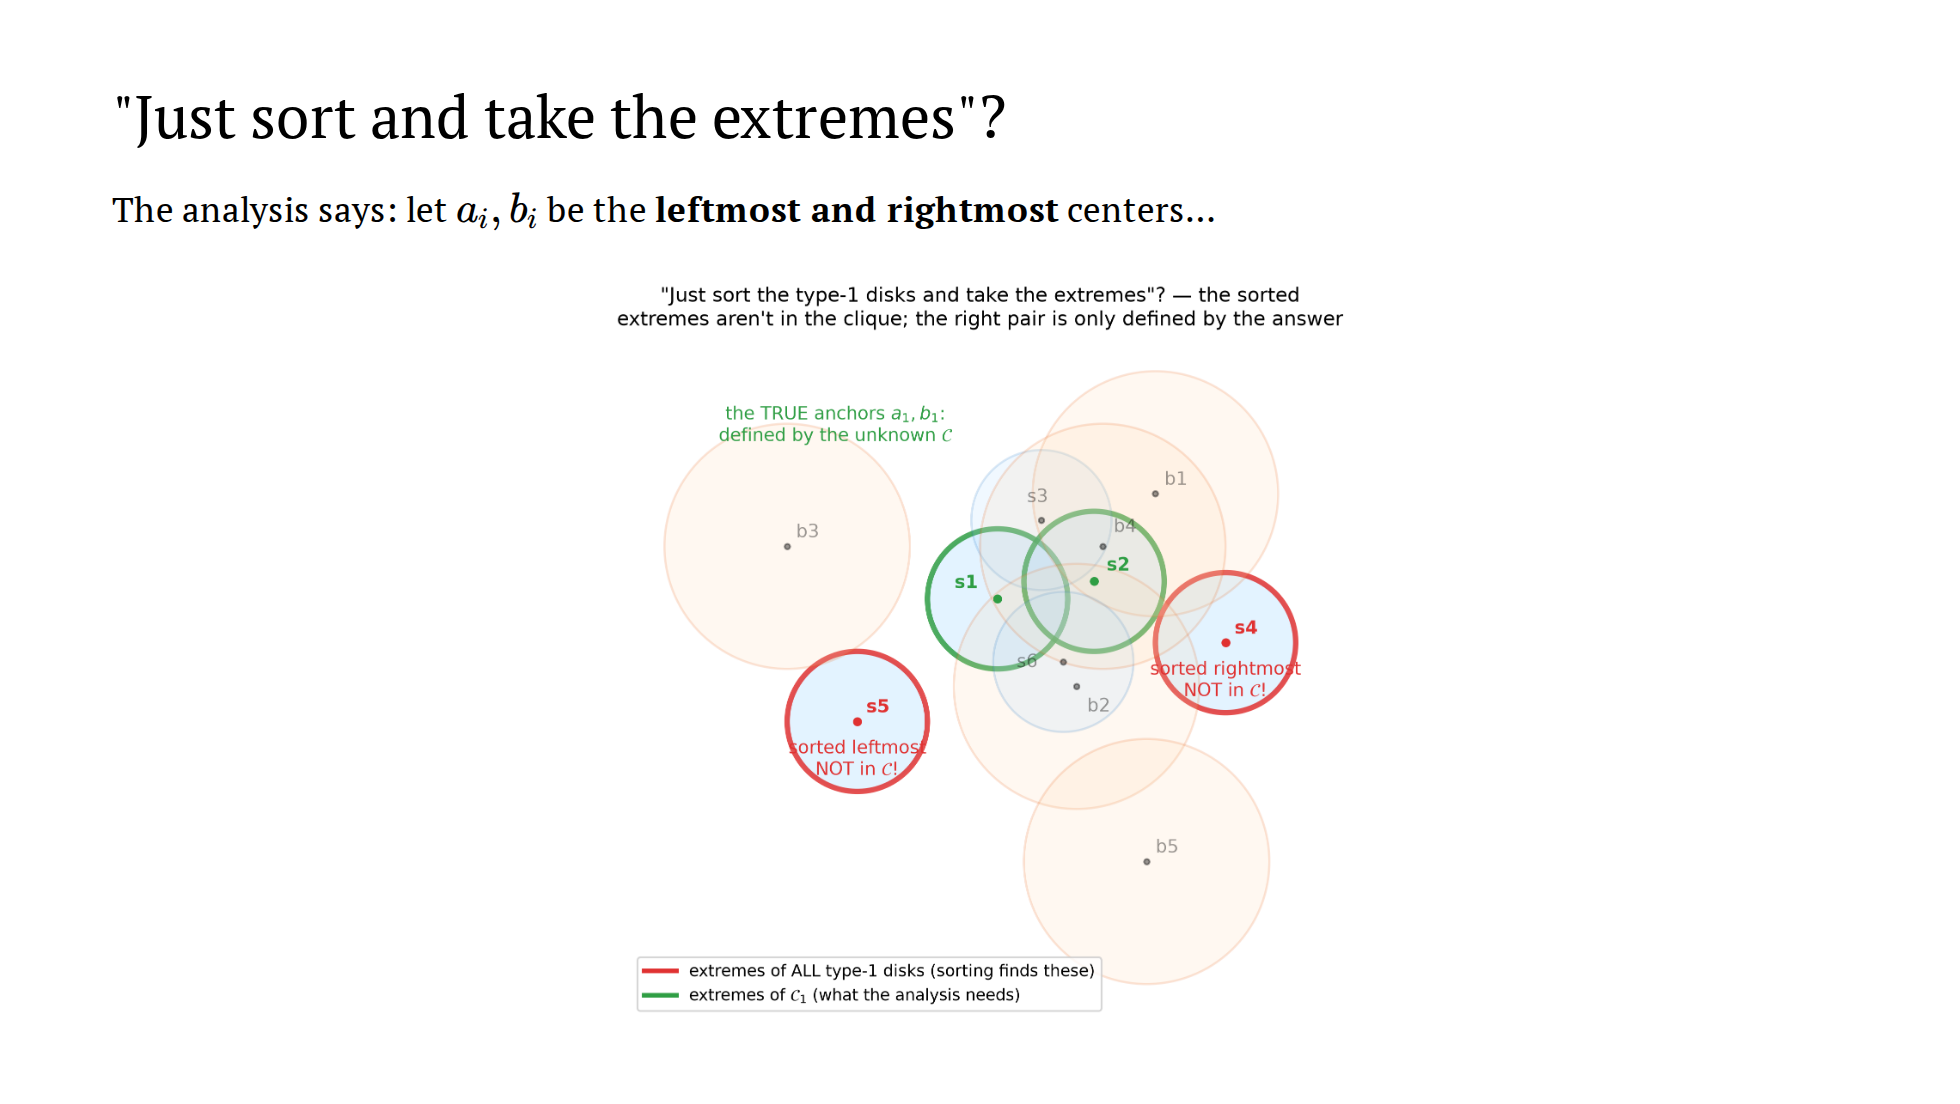 "Just sort and take the extremes"?
The analysis says: let aᵢ, bᵢ be the leftmost and rightmost centers...
"Just sort the type-1 disks and take the extremes"? — the sorted
extremes aren't in the clique; the right pair is only defined by the answer
the TRUE anchors a₁, b₁:
defined by the unknown 𝒞
b1
s3
b4
b3
s2
s1
s4
sorted rightmost
NOT in 𝒞!
s6
b2
s5
sorted leftmost
NOT in 𝒞!
b5
extremes of ALL type-1 disks (sorting finds these)
extremes of 𝒞₁ (what the analysis needs)